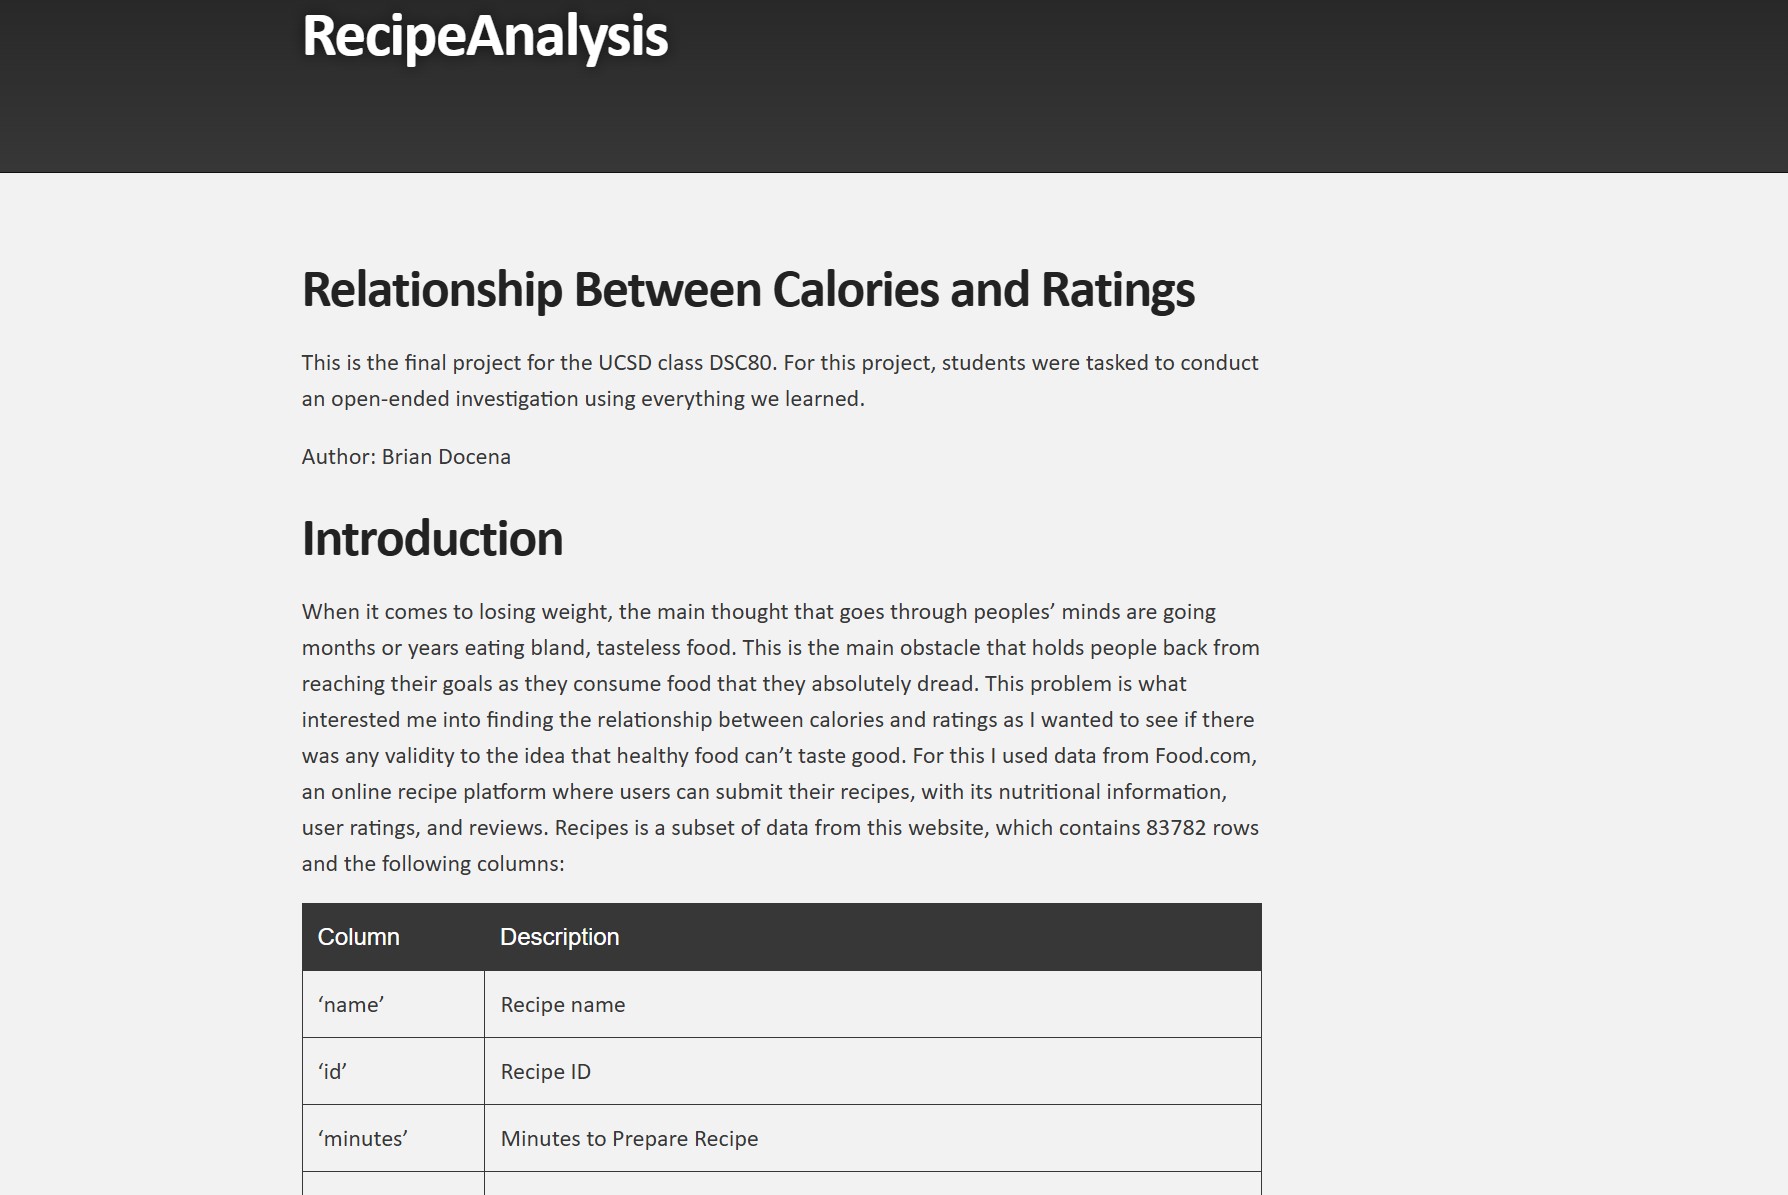 RecipeAnalysis
Relationship Between Calories and Ratings
This is the final project for the UCSD class DSC80. For this project, students were tasked to conduct
an open-ended investigation using everything we learned.
Author: Brian Docena
Introduction
When it comes to losing weight, the main thought that goes through peoples’ minds are going
months or years eating bland, tasteless food. This is the main obstacle that holds people back from
reaching their goals as they consume food that they absolutely dread. This problem is what
interested me into finding the relationship between calories and ratings as I wanted to see if there
was any validity to the idea that healthy food can’t taste good. For this I used data from Food.com,
an online recipe platform where users can submit their recipes, with its nutritional information,
user ratings, and reviews. Recipes is a subset of data from this website, which contains 83782 rows
and the following columns:
Column Description
‘name’ Recipe name
‘id’ Recipe ID
‘minutes’ Minutes to Prepare Recipe